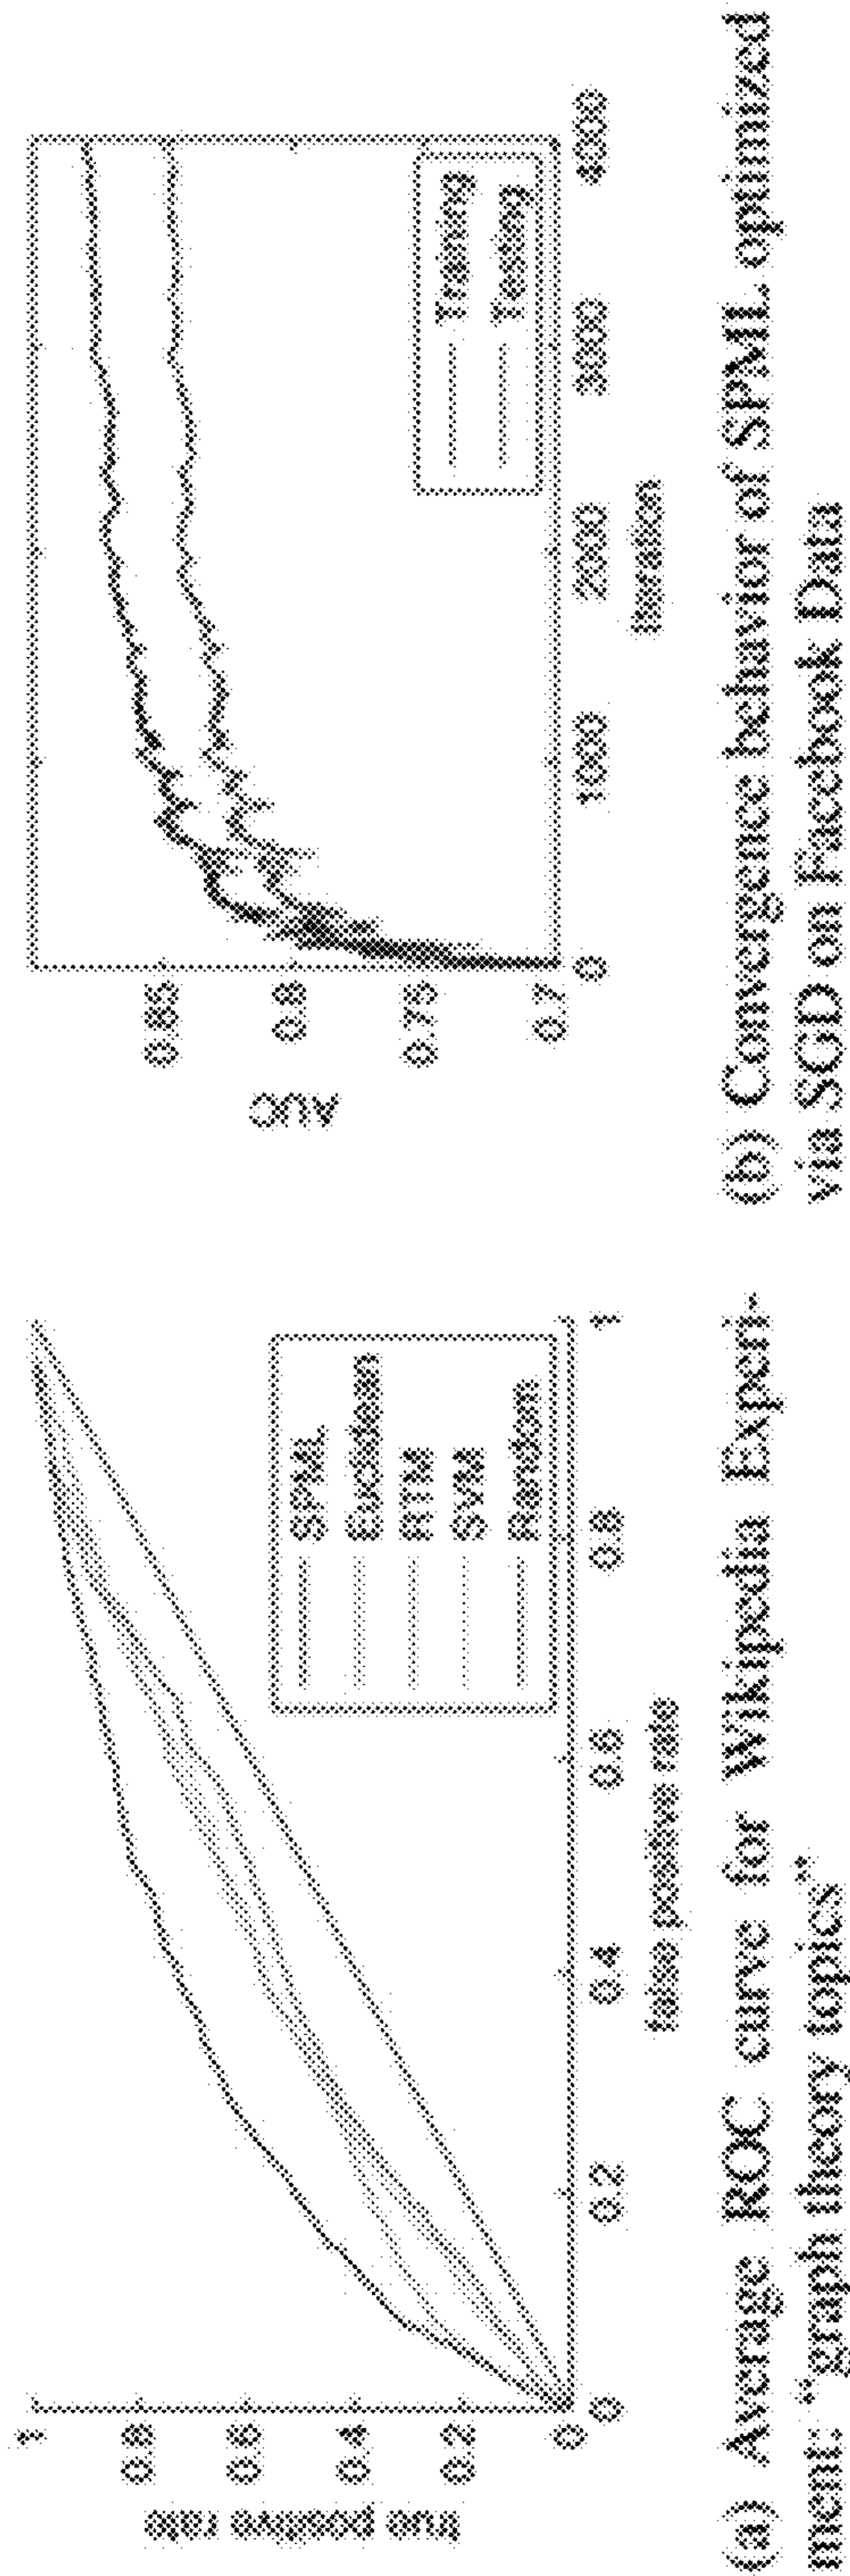 true positive rate
1
0.8
0.6
0.4
0.2
0
0
0.2
0.4
0.6
0.8
1
false positive rate
SPML
Euclidean
RTM
SVM
Random
(a) Average ROC curve for Wikipedia Experi-
ment: "graph theory topics"
AUC
0.85
0.8
0.75
0.7
0
1000
2000
3000
4000
Iteration
Training
Testing
(b) Convergence behavior of SPML optimized
via SGD on Facebook Data